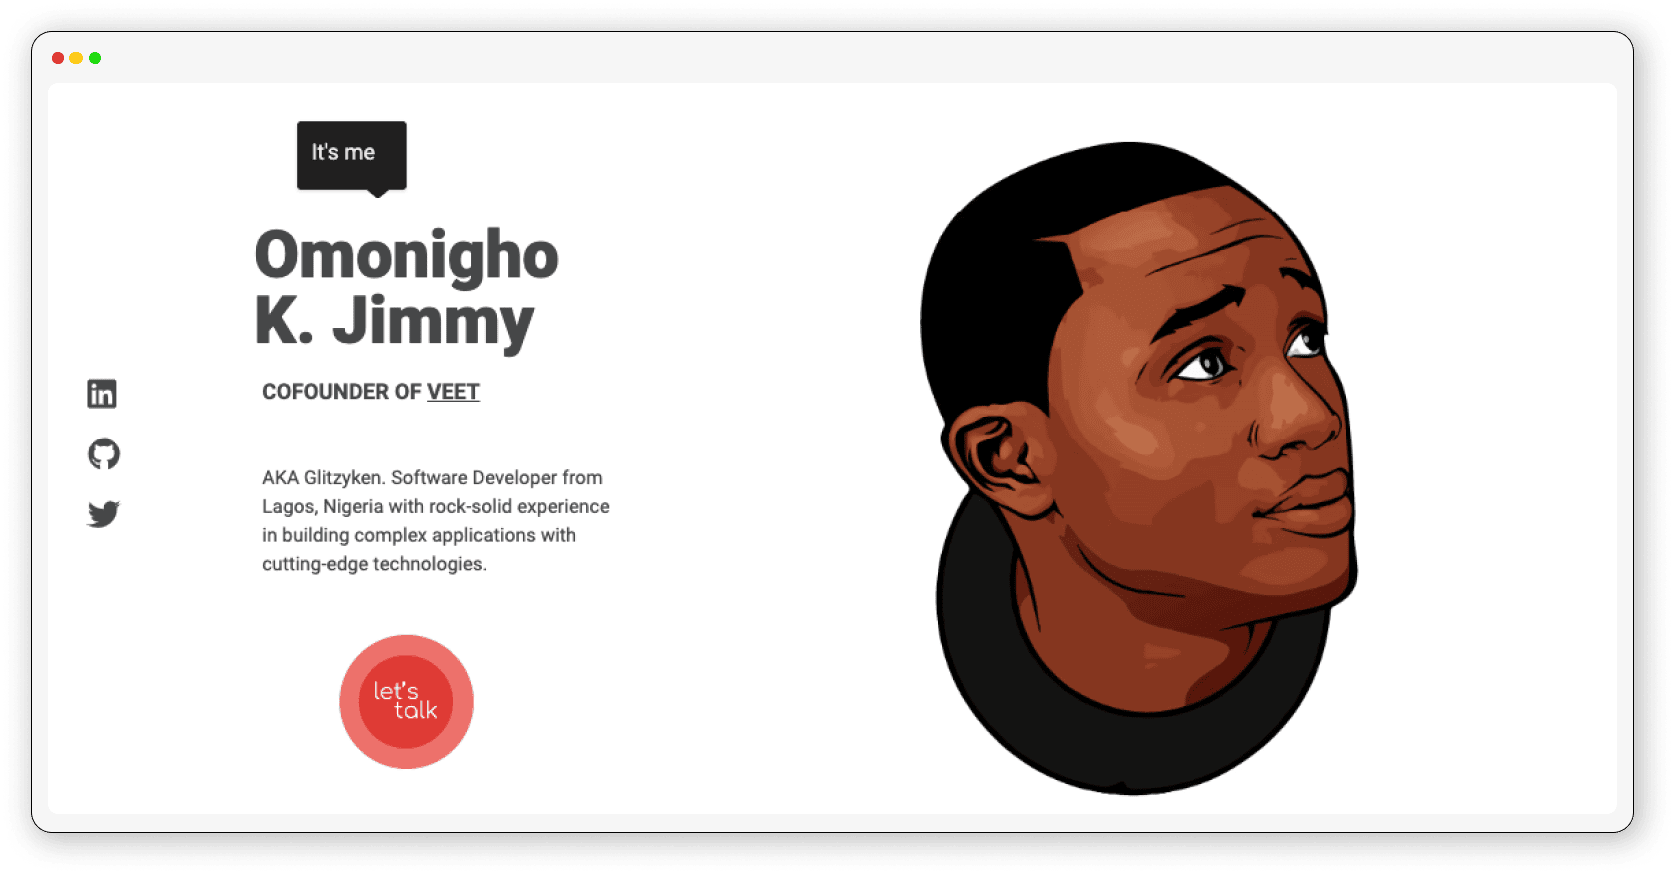 It's me
Omonigho
K. Jimmy
COFOUNDER OF VEET
AKA Glitzyken. Software Developer from
Lagos, Nigeria with rock-solid experience
in building complex applications with
cutting-edge technologies.
let's
talk
in